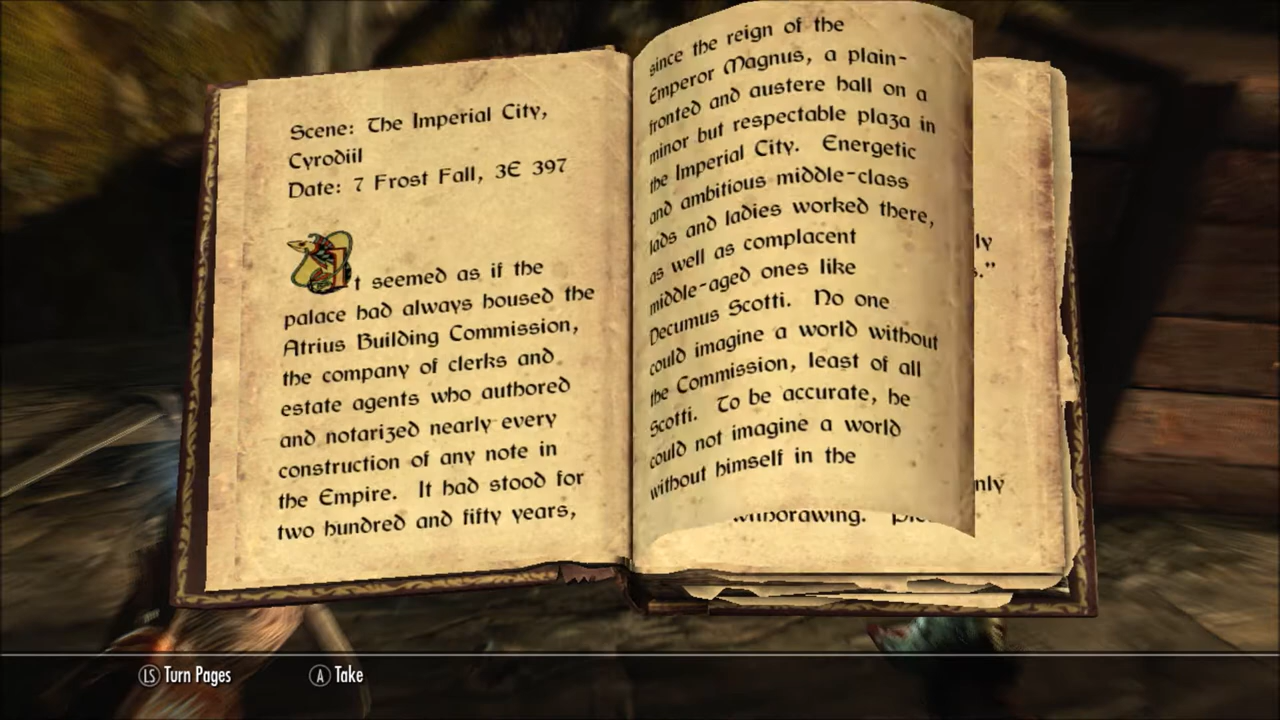 Scene: The Imperial City,
Cyrodiil
Date: 7 Frost Fall, 3E 397
It seemed as if the
palace had always housed the
Atrius Building Commission,
the company of clerks and
estate agents who authored
and notarized nearly every
construction of any note in
the Empire. It had stood for
two hundred and fifty years,
since the reign of the
Emperor Magnus, a plain-
fronted and austere hall on a
minor but respectable plaza in
the Imperial City. Energetic
and ambitious middle-class
lads and ladies worked there,
as well as complacent
middle-aged ones like
Decumus Scotti. No one
could imagine a world without
the Commission, least of all
Scotti. To be accurate, he
could not imagine a world
without himself in the
ly
s."
nly
withdrawing.
LS Turn Pages
A Take